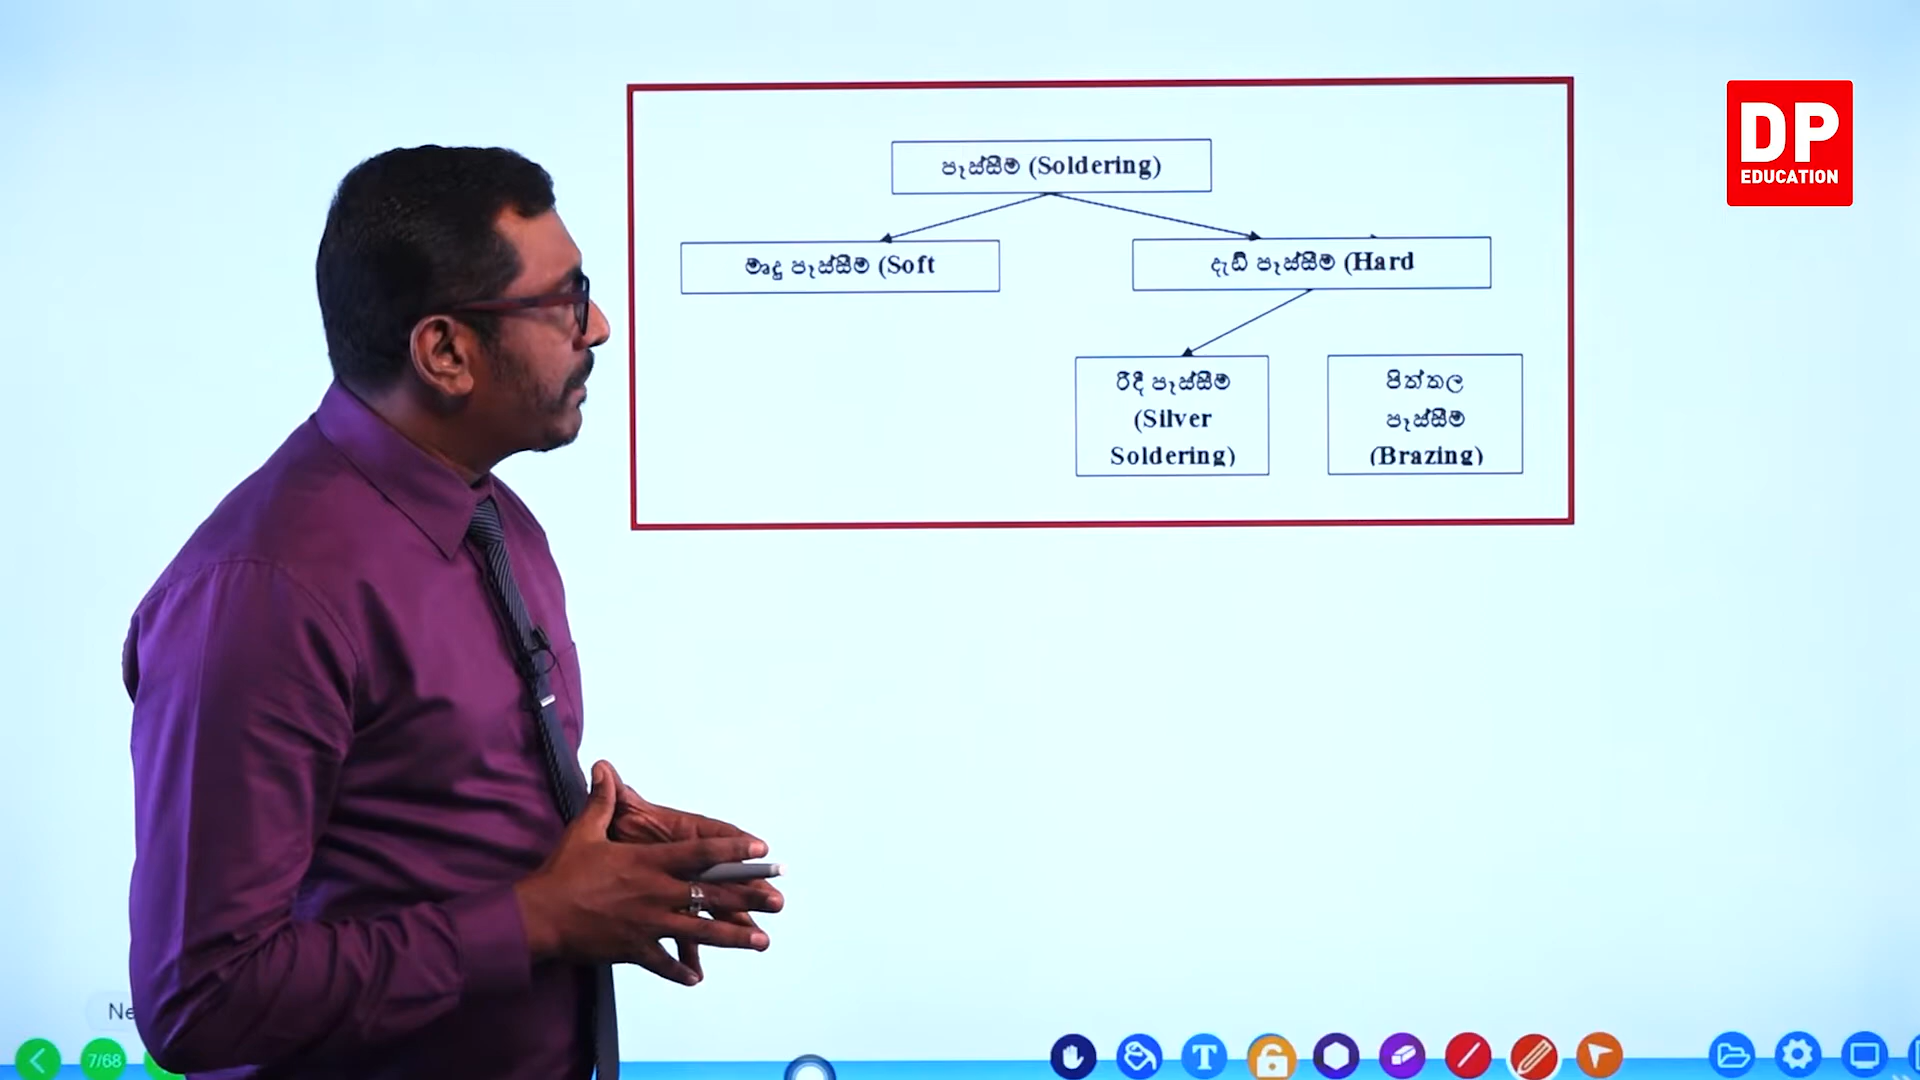 DP
EDUCATION
පෑස්සීම (Soldering)
මෘදු පෑස්සීම (Soft
දැඩි පෑස්සීම (Hard
රිදී පෑස්සීම
(Silver
Soldering)
පිත්තල
පෑස්සීම
(Brazing)
7/68
T